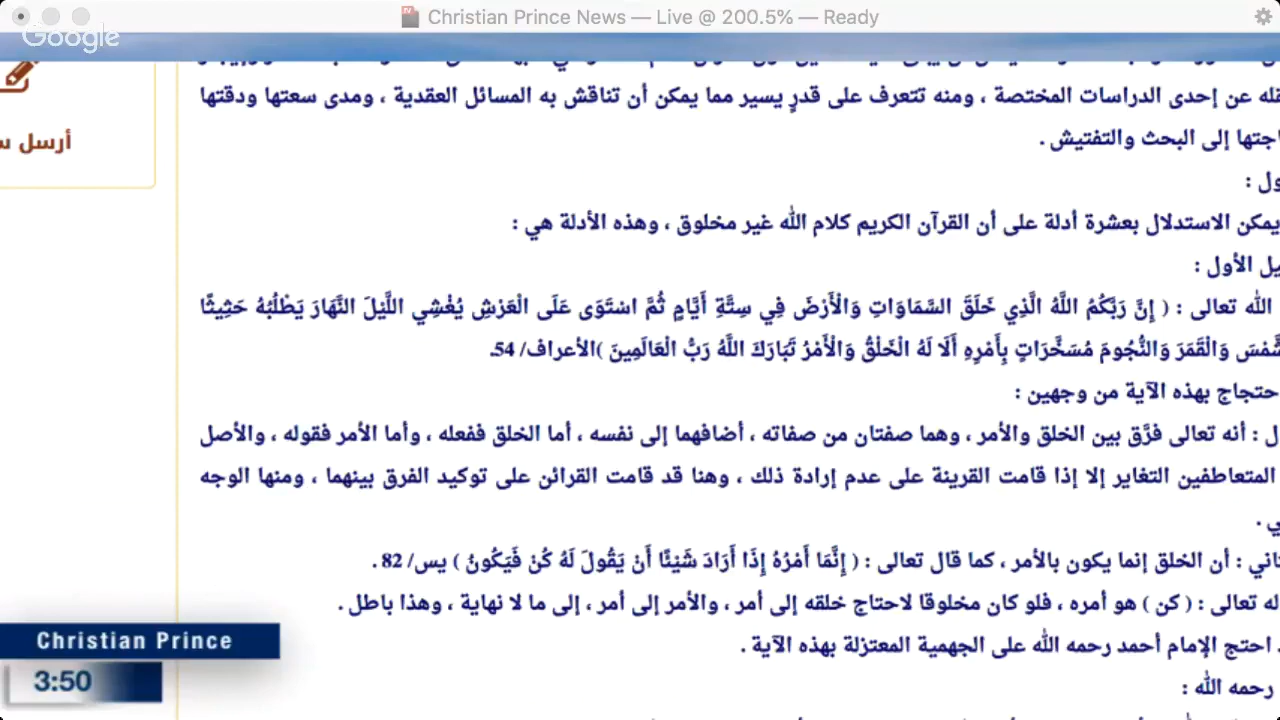 Christian Prince News — Live @ 200.5% — Ready
Google
نقله عن إحدى الدراسات المختصة ، ومنه تتعرف على قدرٍ يسير مما يمكن أن تناقش به المسائل العقدية ، ومدى سعتها ودقتها
إلى البحث والتفتيش .
أرسل
يمكن الاستدلال بعشرة أدلة على أن القرآن الكريم كلام الله غير مخلوق ، وهذه الأدلة هي :
الأول :
الله تعالى : ( إِنَّ رَبَّكُمُ اللَّهُ الَّذِي خَلَقَ السَّمَاوَاتِ وَالْأَرْضَ فِي سِتَّةِ أَيَّامٍ ثُمَّ اسْتَوَى عَلَى الْعَرْشِ يُغْشِي اللَّيْلَ النَّهَارَ يَطْلُبُهُ حَثِيثًا
وَالْقَمَرَ وَالنُّجُومَ مُسَخَّرَاتٍ بِأَمْرِهِ أَلَا لَهُ الْخَلْقُ وَالْأَمْرُ تَبَارَكَ اللَّهُ رَبُّ الْعَالَمِينَ )الأعراف/ 54.
حتجاج بهذه الآية من وجهين :
: أنه تعالى فرَّق بين الخلق والأمر ، وهما صفتان من صفاته ، أضافهما إلى نفسه ، أما الخلق ففعله ، وأما الأمر فقوله ، والأصل
المتعاطفين التغاير إلا إذا قامت القرينة على عدم إرادة ذلك ، وهنا قد قامت القرائن على توكيد الفرق بينهما ، ومنها الوجه
: أن الخلق إنما يكون بالأمر ، كما قال تعالى : ( إِنَّمَا أَمْرُهُ إِذَا أَرَادَ شَيْئًا أَنْ يَقُولَ لَهُ كُنْ فَيَكُونُ ) يس/ 82 .
تعالى : ( كن ) هو أمره ، فلو كان مخلوقا لاحتاج خلقه إلى أمر ، والأمر إلى أمر ، إلى ما لا نهاية ، وهذا باطل .
احتج الإمام أحمد رحمه الله على الجهمية المعتزلة بهذه الآية .
رحمه الله :
Christian Prince
3:50